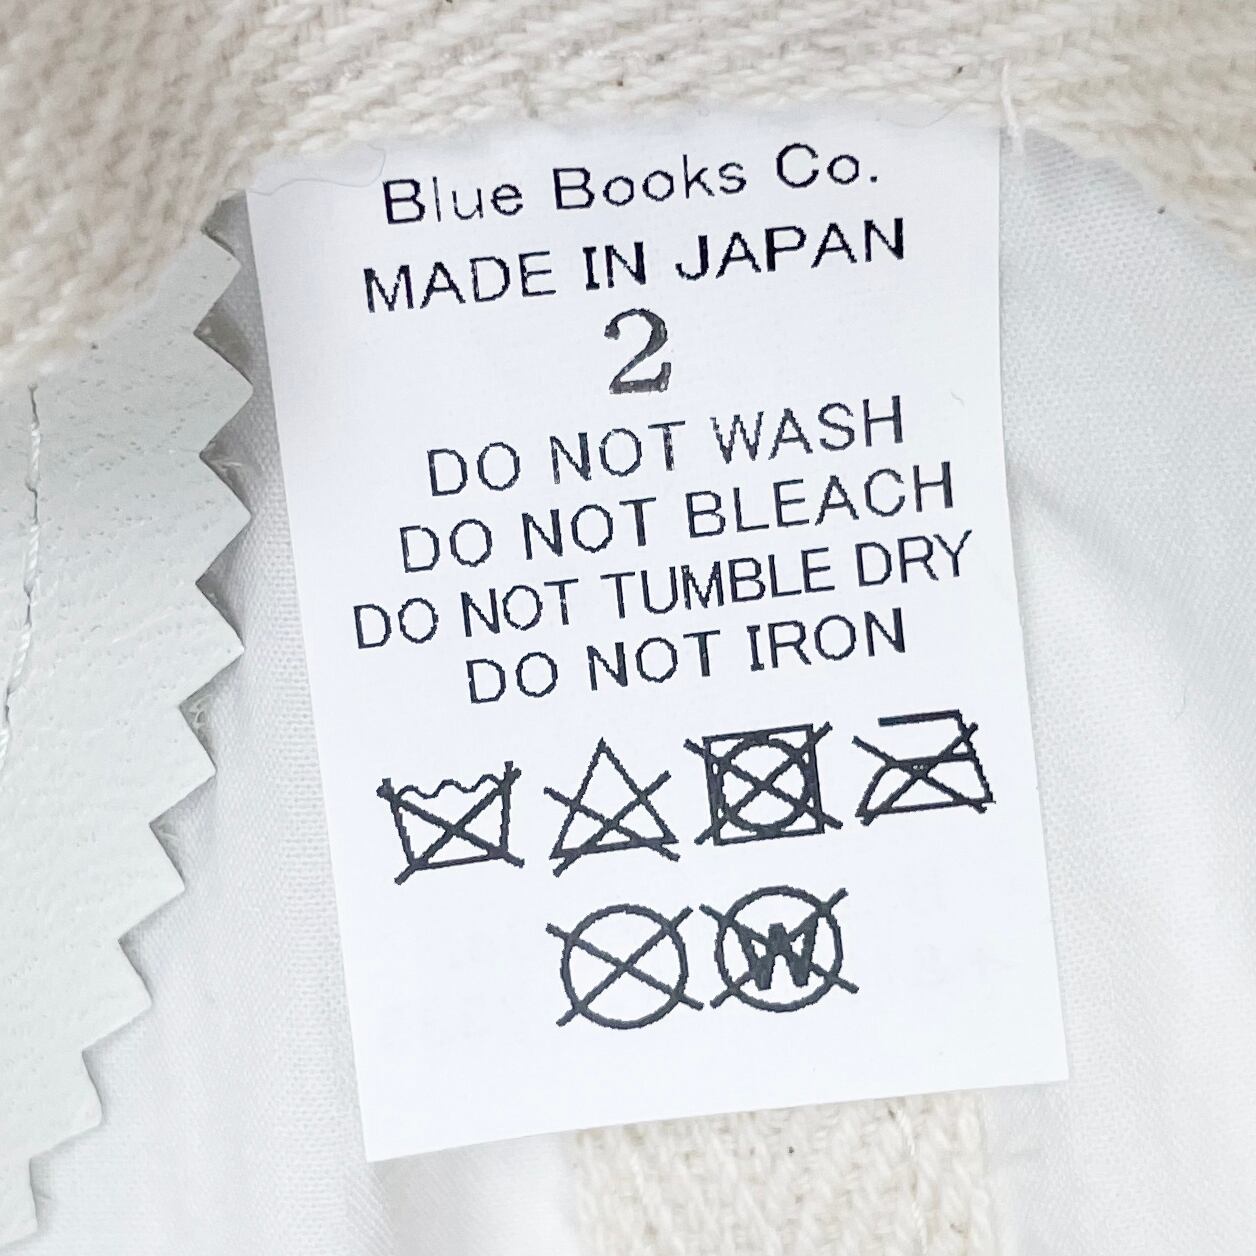 Blue Books Co.
MADE IN JAPAN
2
DO NOT WASH
DO NOT BLEACH
DO NOT TUMBLE DRY
DO NOT IRON
W